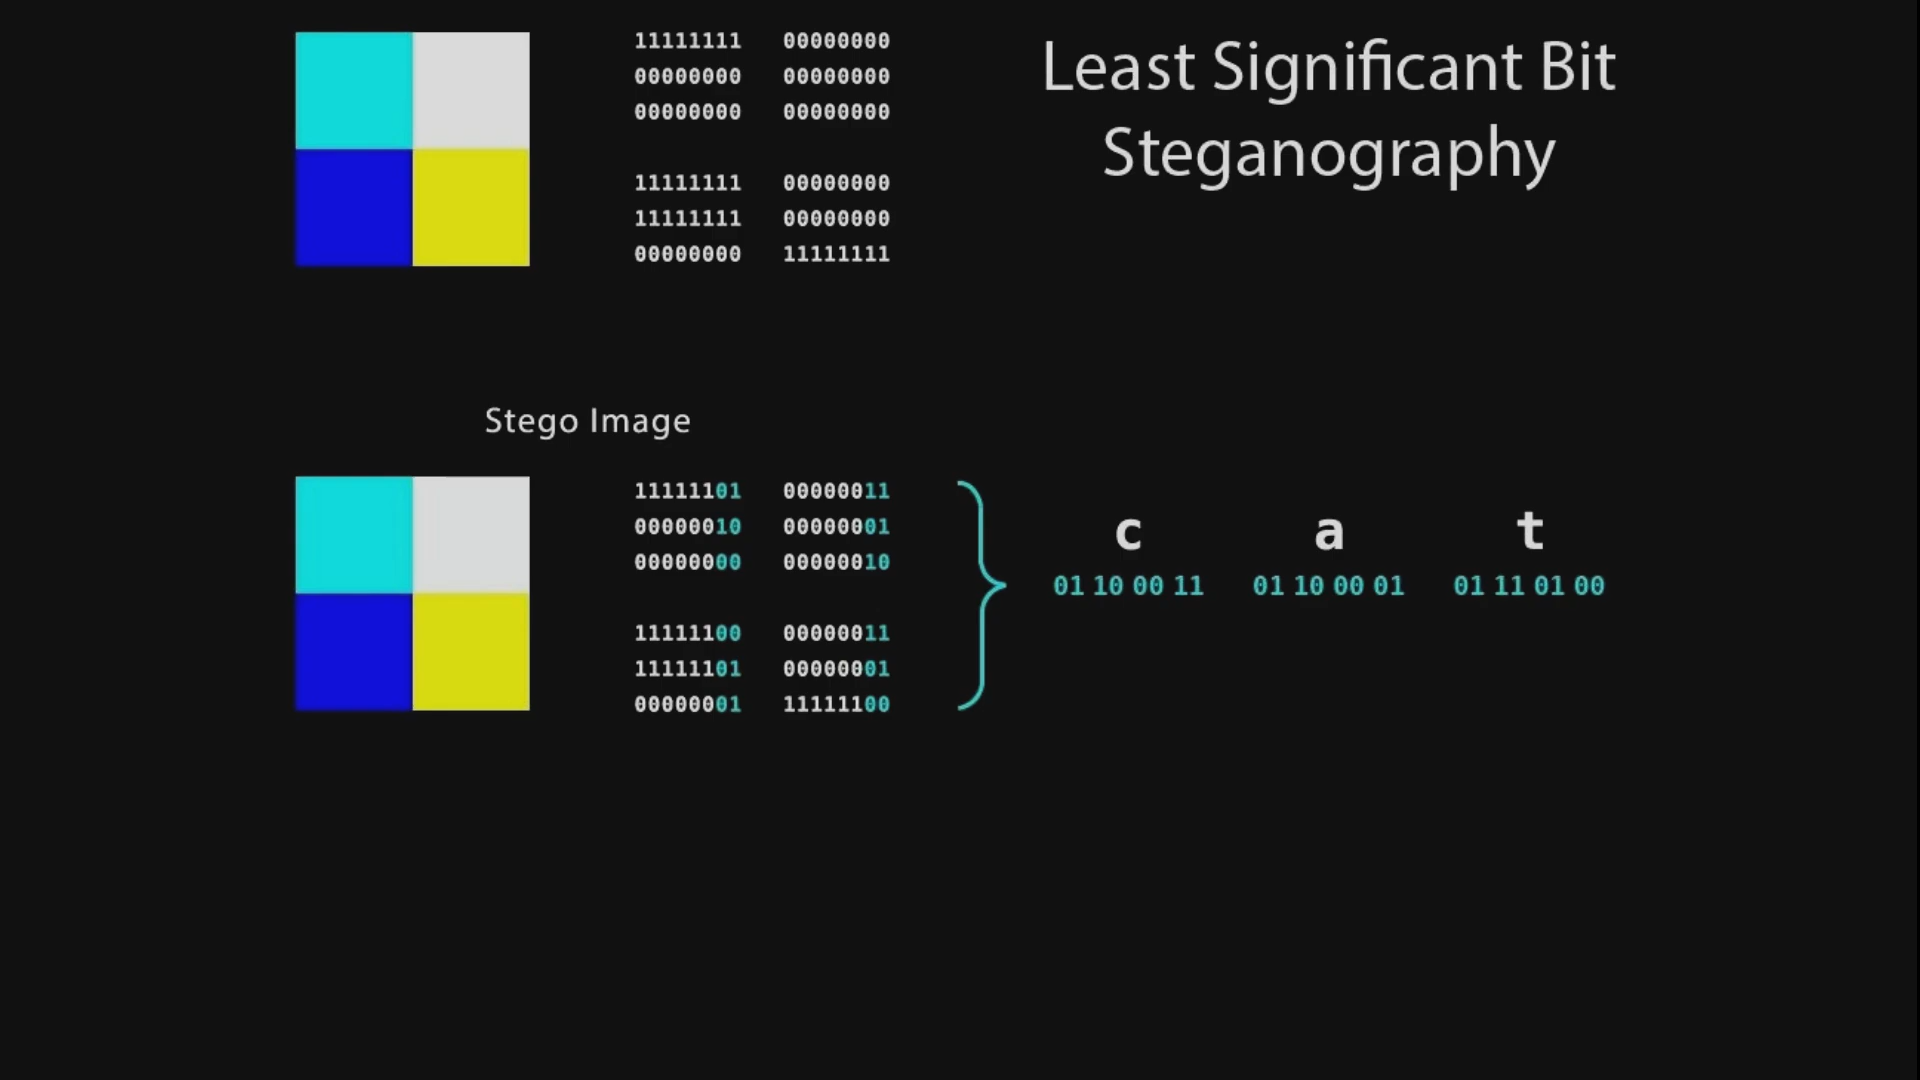 11111111 00000000
00000000 00000000
00000000 00000000
11111111 00000000
11111111 00000000
00000000 11111111
Least Significant Bit
Steganography
Stego Image
11111101 00000011
00000010 00000001
00000000 00000010
11111100 00000011
11111101 00000001
00000001 11111100
c a t
01 10 00 11 01 10 00 01 01 11 01 00